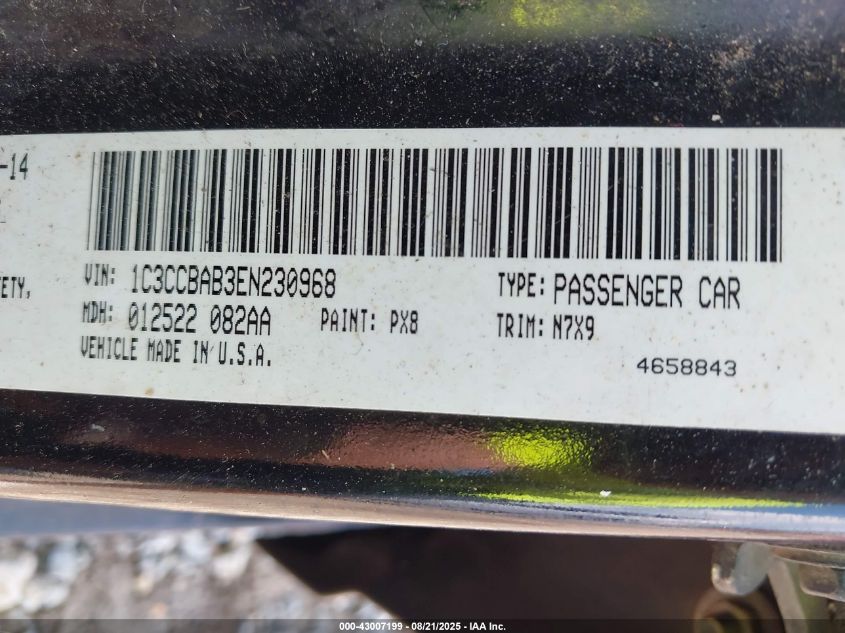 -14
VIN: 1C3CCBAB3EN230968
TYPE: PASSENGER CAR
ETY,
MDH: 012522 082AA
PAINT: PX8
TRIM: N7X9
VEHICLE MADE IN U.S.A.
4658843
000-43007199 - 08/21/2025 - IAA Inc.